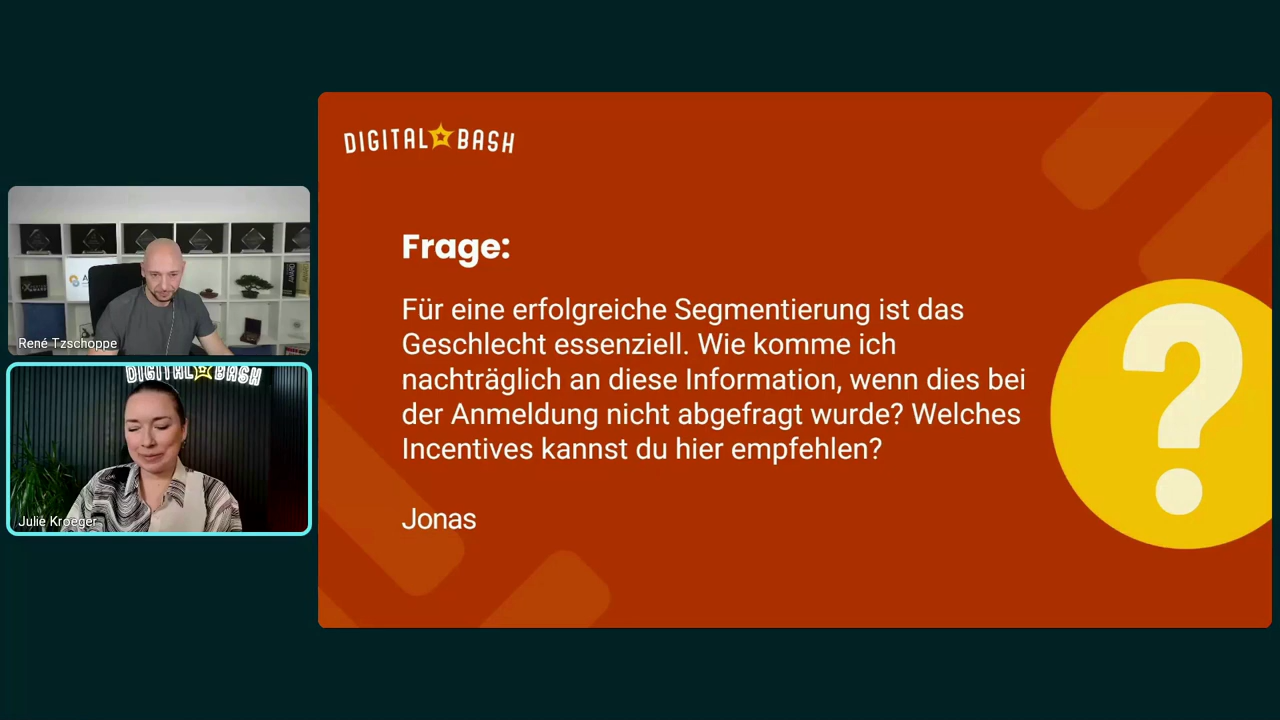 DIGITAL BASH
Frage:
Für eine erfolgreiche Segmentierung ist das
Geschlecht essenziell. Wie komme ich
nachträglich an diese Information, wenn dies bei
der Anmeldung nicht abgefragt wurde? Welches
Incentives kannst du hier empfehlen?
Jonas
?
René Tzschoppe
DIGITAL BASH
Julie Kroeger